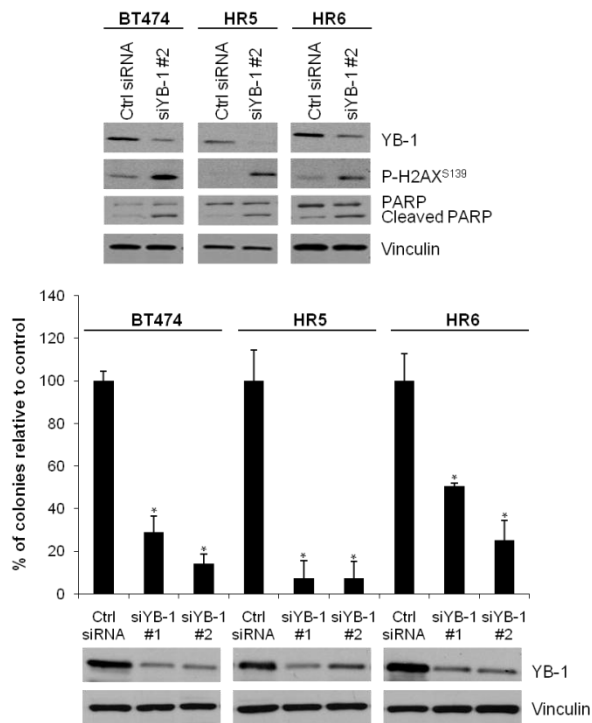 BT474 HR5 HR6
Ctrl siRNA siYB-1 #2 Ctrl siRNA siYB-1 #2 Ctrl siRNA siYB-1 #2
YB-1
P-H2AX^S139
PARP
Cleaved PARP
Vinculin
% of colonies relative to control
140
120
100
80
60
40
20
0
BT474 HR5 HR6
* * * * * *
Ctrl siYB-1 siYB-1 Ctrl siYB-1 siYB-1 Ctrl siYB-1 siYB-1
siRNA #1 #2 siRNA #1 #2 siRNA #1 #2
YB-1
Vinculin